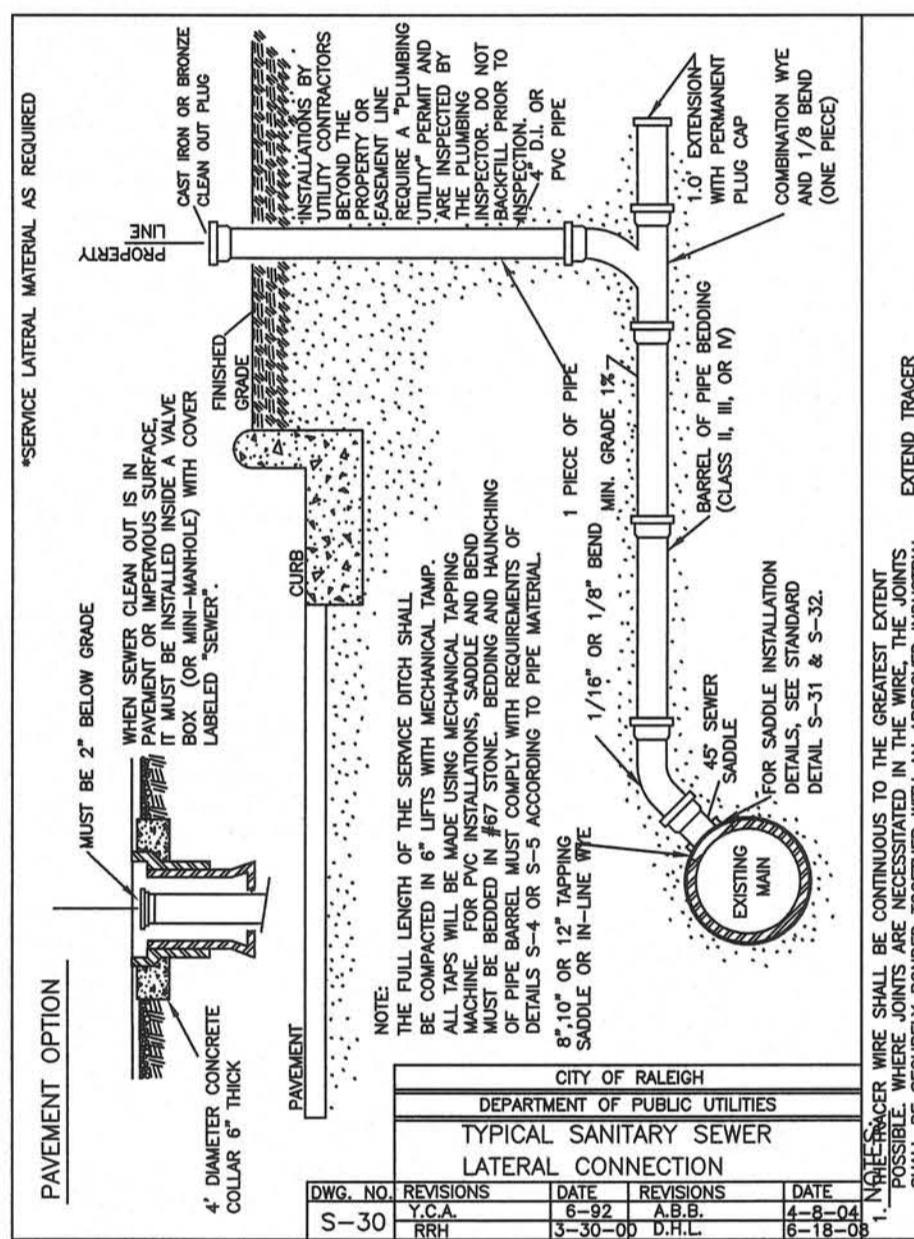 *SERVICE LATERAL MATERIAL AS REQUIRED
PAVEMENT OPTION
MUST BE 2" BELOW GRADE
WHEN SEWER CLEAN OUT IS IN
PAVEMENT OR IMPERVIOUS SURFACE,
IT MUST BE INSTALLED INSIDE A VALVE
BOX (OR MINI-MANHOLE) WITH COVER
LABELED "SEWER".
4' DIAMETER CONCRETE
COLLAR 6" THICK
PROPERTY
LINE
CAST IRON OR BRONZE
CLEAN OUT PLUG
FINISHED
GRADE
CURB
PAVEMENT
INSTALLATIONS BY
UTILITY CONTRACTORS
BEYOND THE
PROPERTY OR
EASEMENT LINE
REQUIRE A "PLUMBING
UTILITY" PERMIT AND
ARE INSPECTED BY
THE PLUMBING
INSPECTOR. DO NOT
BACKFILL PRIOR TO
INSPECTION.
4" D.I. OR
PVC PIPE
NOTE:
THE FULL LENGTH OF THE SERVICE DITCH SHALL
BE COMPACTED IN 6" LIFTS WITH MECHANICAL TAMP.
ALL TAPS WILL BE MADE USING MECHANICAL TAPPING
MACHINE. FOR PVC INSTALLATIONS, SADDLE AND BEND
MUST BE BEDDED IN #67 STONE. BEDDING AND HAUNCHING
OF PIPE BARREL MUST COMPLY WITH REQUIREMENTS OF
DETAILS S-4 OR S-5 ACCORDING TO PIPE MATERIAL.
1 PIECE OF PIPE
1/16" OR 1/8" BEND
MIN. GRADE 1%
8",10" OR 12" TAPPING
SADDLE OR IN-LINE WYE
1.0' EXTENSION
WITH PERMANENT
PLUG CAP
COMBINATION WYE
AND 1/8 BEND
(ONE PIECE)
BARREL OF PIPE BEDDING
(CLASS II, III, OR IV)
45° SEWER
SADDLE
FOR SADDLE INSTALLATION
DETAILS, SEE STANDARD
DETAIL S-31 & S-32.
EXISTING
MAIN
NOTES:
1. THE TRACER WIRE SHALL BE CONTINUOUS TO THE GREATEST EXTENT
POSSIBLE. WHERE JOINTS ARE NECESSITATED IN THE WIRE, THE JOINTS
EXTEND TRACER
CITY OF RALEIGH
DEPARTMENT OF PUBLIC UTILITIES
TYPICAL SANITARY SEWER
LATERAL CONNECTION
DWG. NO. REVISIONS DATE REVISIONS DATE
S-30 Y.C.A. 6-92 A.B.B. 4-8-04
RRH 3-30-00 D.H.L. 6-18-08